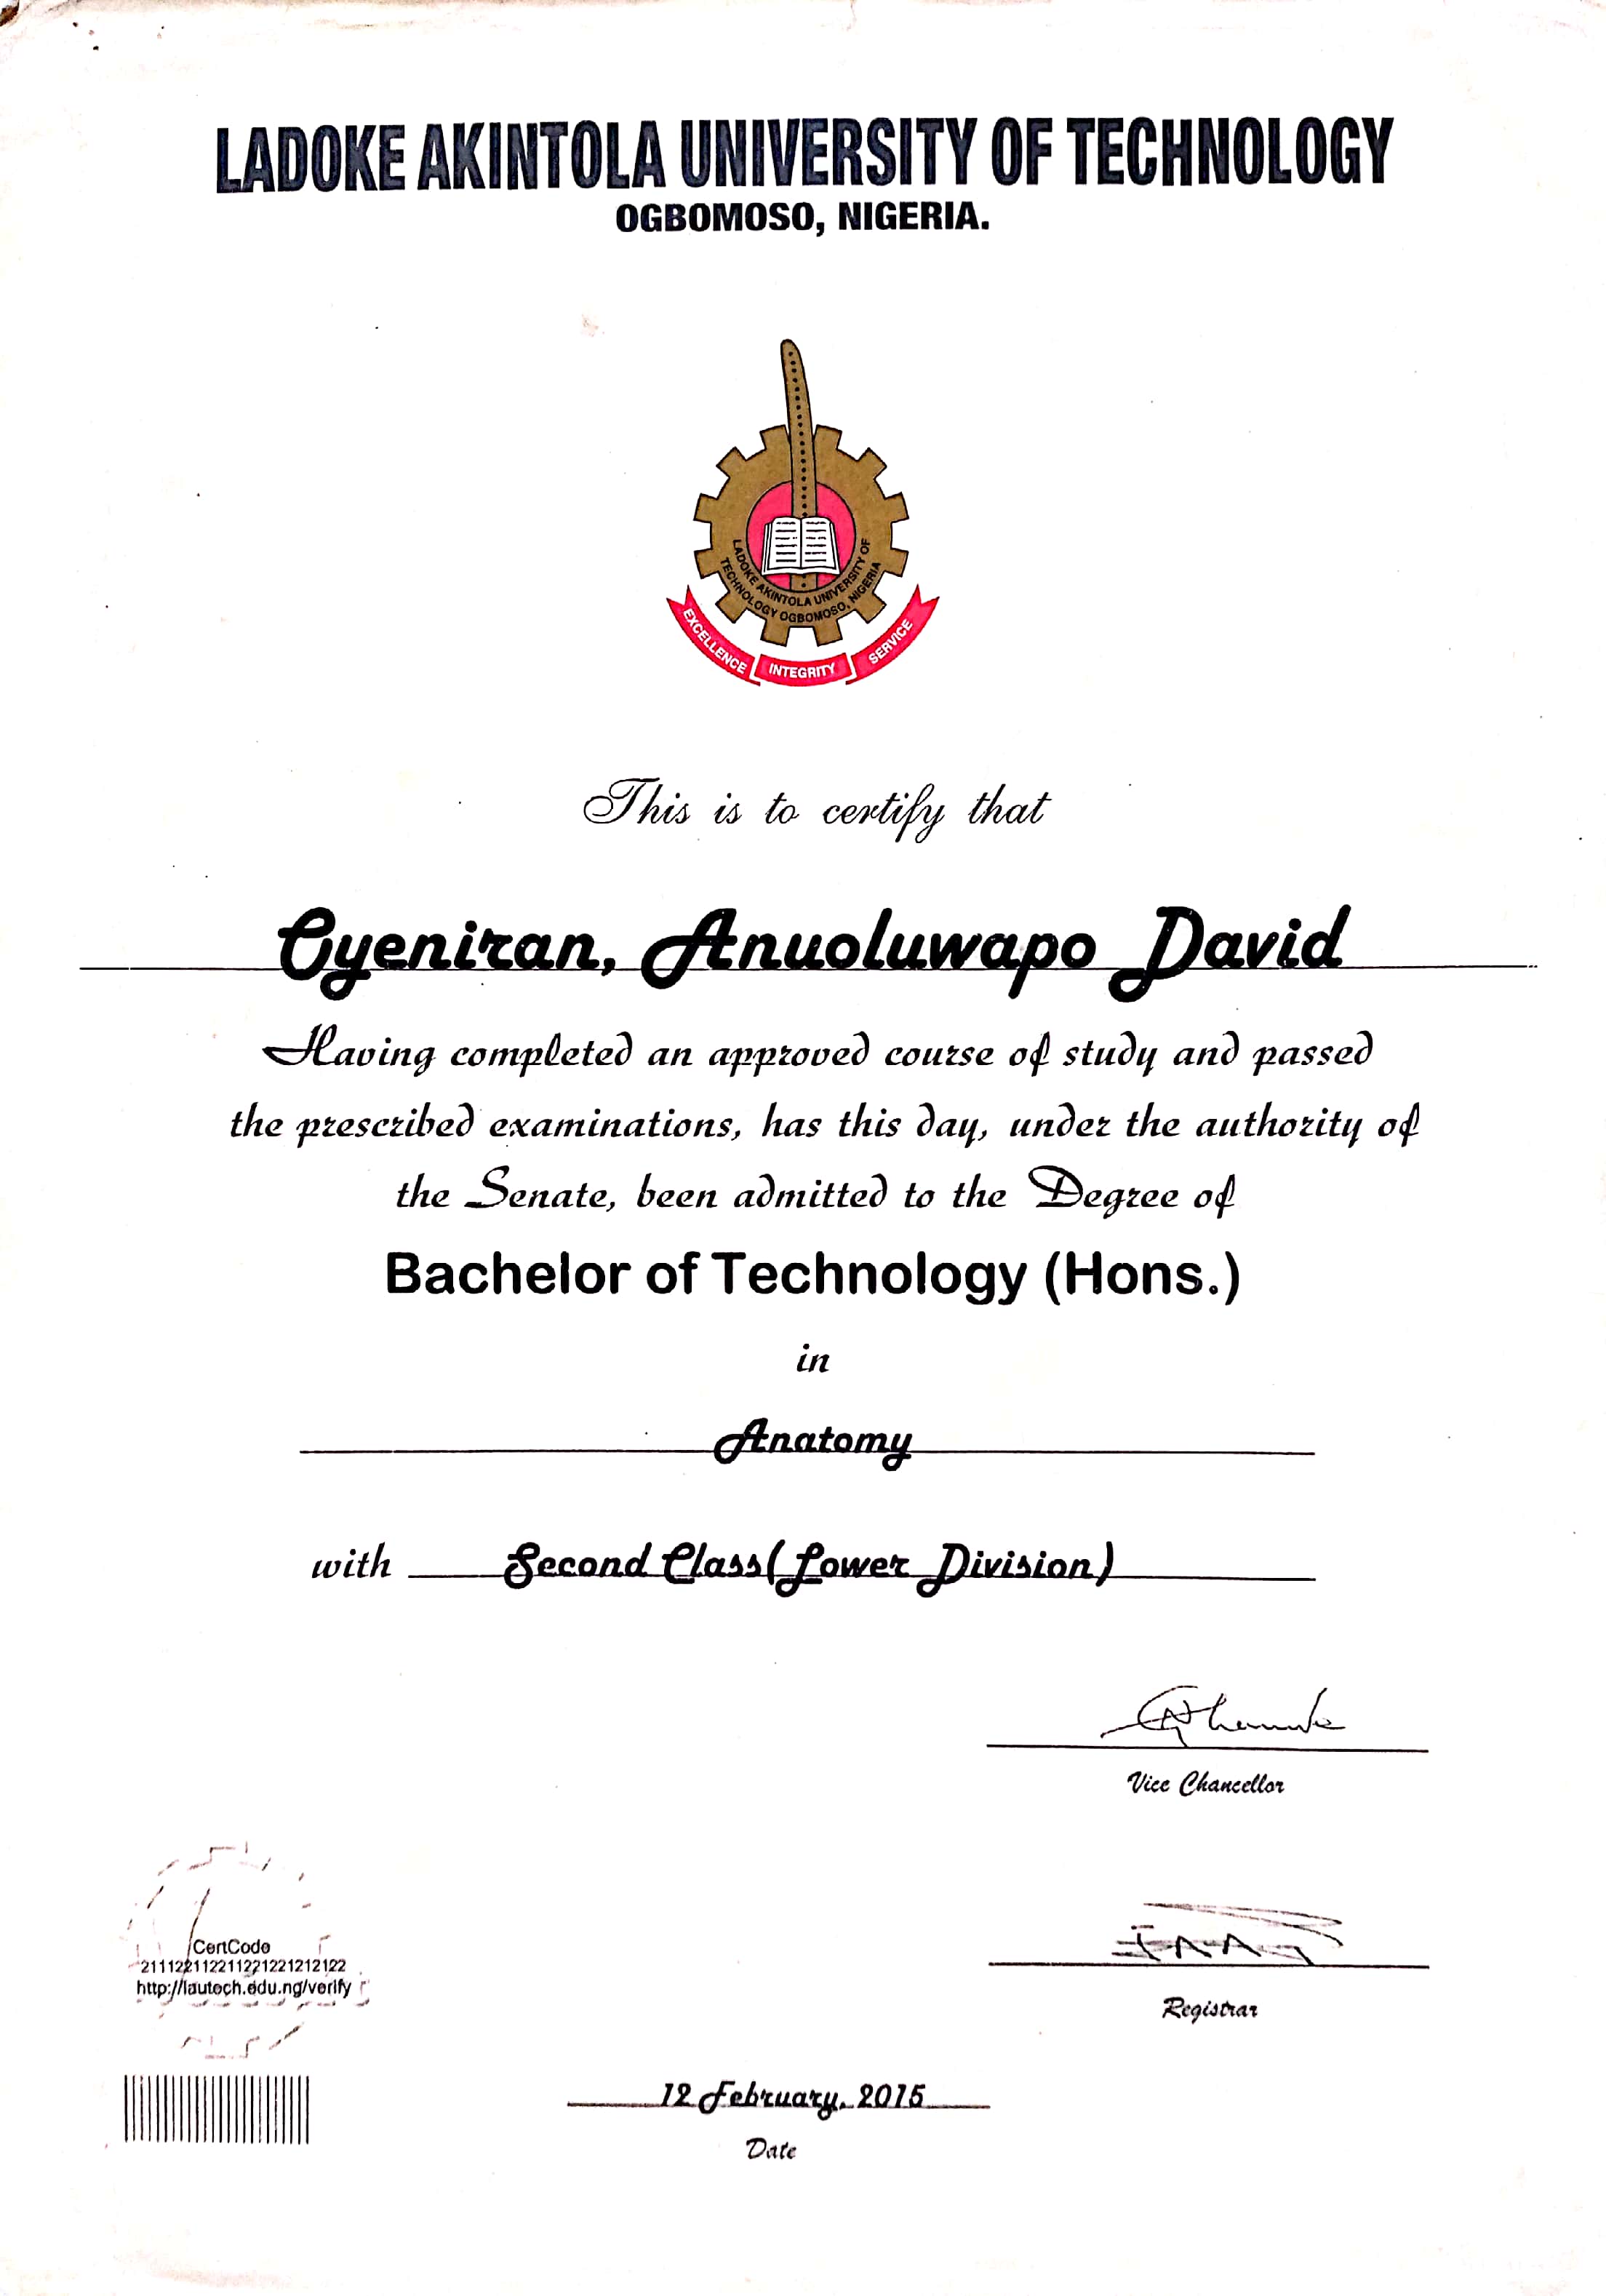 LADOKE AKINTOLA UNIVERSITY OF TECHNOLOGY
OGBOMOSO, NIGERIA.
LADOKE AKINTOLA UNIVERSITY OF
TECHNOLOGY OGBOMOSO, NIGERIA
EXCELLENCE INTEGRITY SERVICE
This is to certify that
Oyeniran, Anuoluwapo David
Having completed an approved course of study and passed
the prescribed examinations, has this day, under the authority of
the Senate, been admitted to the Degree of
Bachelor of Technology (Hons.)
in
Anatomy
with Second Class (Lower Division)
Vice Chancellor
CertCode
211122112211221221212122
http://lautech.edu.ng/verify
Registrar
12 February, 2015
Date